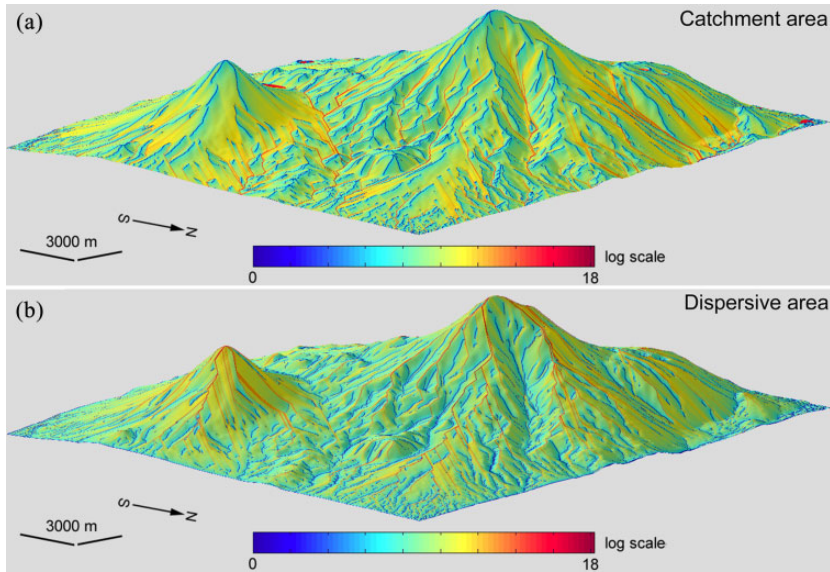 (a)
Catchment area
S
N
3000 m
log scale
0
18
(b)
Dispersive area
S
N
3000 m
log scale
0
18